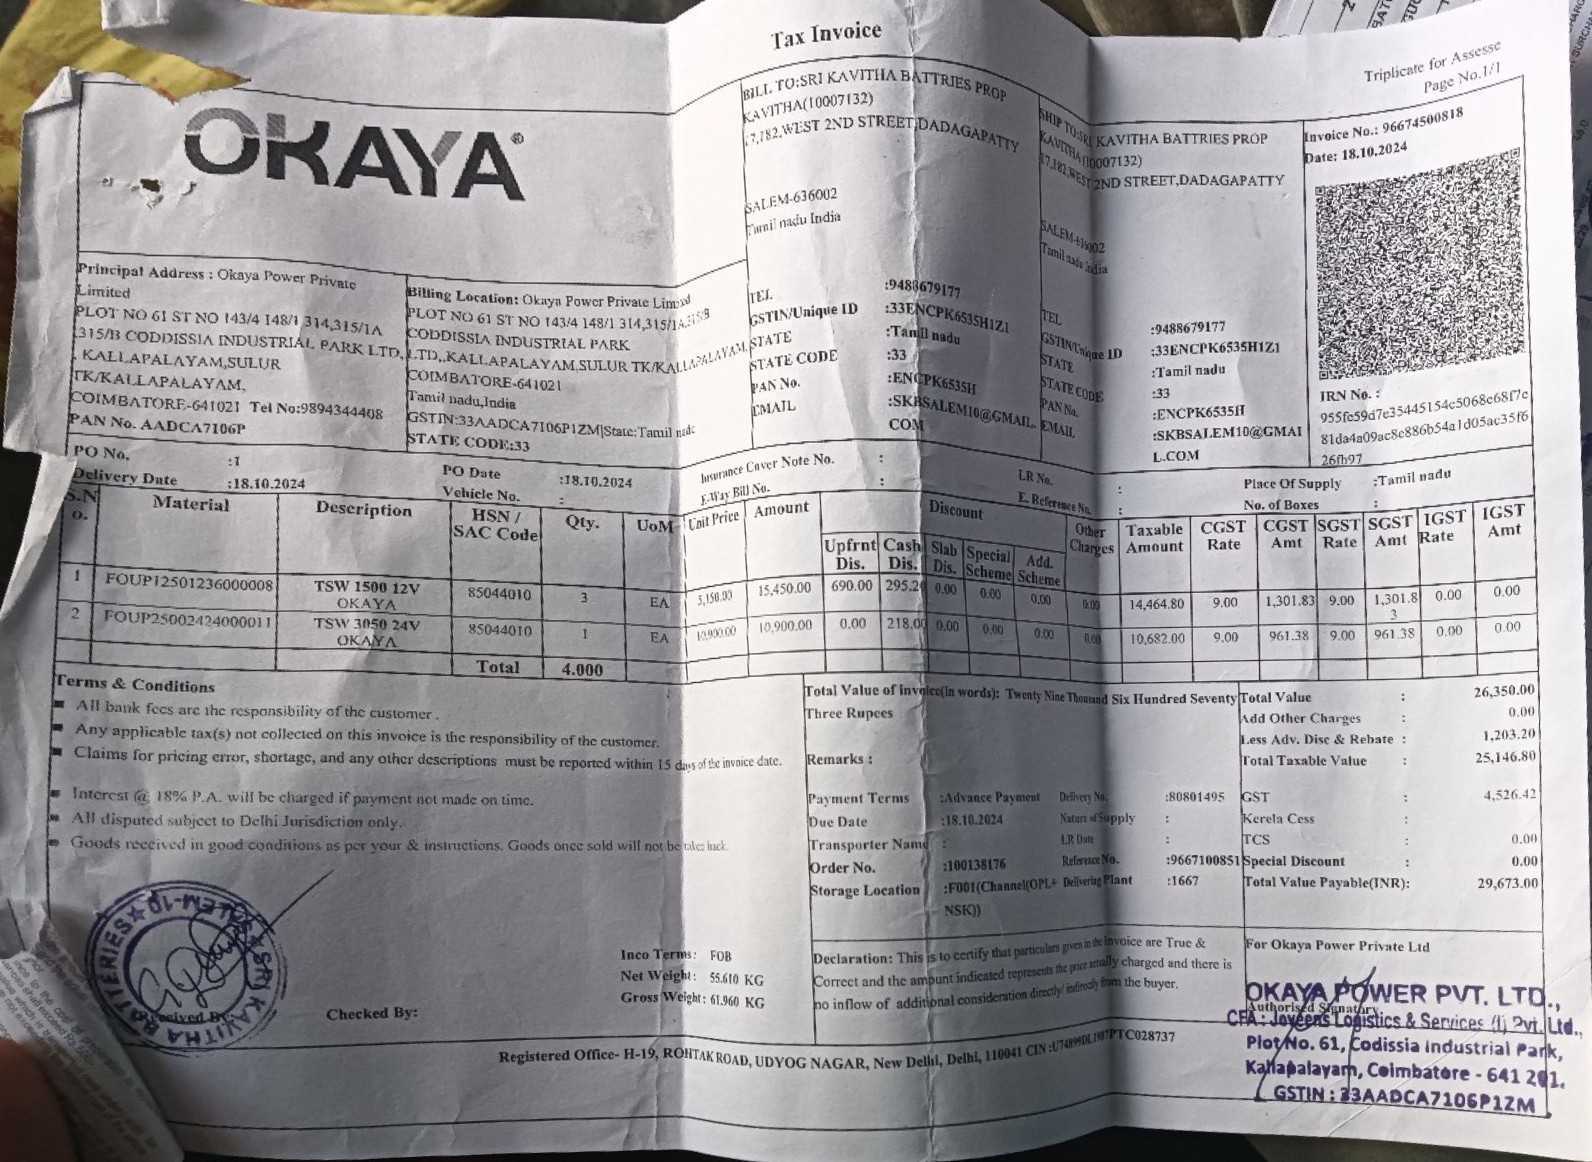 Tax Invoice
Triplicate for Assesse
Page No.1/1
OKAYA®
BILL TO:SRI KAVITHA BATTRIES PROP
KAVITHA(10007132)
17,182,WEST 2ND STREET,DADAGAPATTY
SALEM-636002
Tamil nadu India
TEL :9488679177
GSTIN/Unique ID :33ENCPK6535H1Z1
STATE :Tamil nadu
STATE CODE :33
PAN No. :ENCPK6535H
EMAIL :SKBSALEM10@GMAIL.
COM
SHIP TO:SRI KAVITHA BATTRIES PROP
KAVITHA(10007132)
17,182,WEST 2ND STREET,DADAGAPATTY
SALEM-636002
Tamil nadu India
TEL :9488679177
GSTIN/Unique ID :33ENCPK6535H1Z1
STATE :Tamil nadu
STATE CODE :33
PAN No. :ENCPK6535H
EMAIL :SKBSALEM10@GMAI
L.COM
Invoice No.: 96674500818
Date: 18.10.2024
IRN No. :
955fe59d7e35445154c5068e68f7c
81da4a09ac8e886b54a1d05ac35f6
26fb97
Principal Address : Okaya Power Private
Limited
PLOT NO 61 ST NO 143/4 148/1 314,315/1A
,315/B CODDISSIA INDUSTRIAL PARK LTD,
, KALLAPALAYAM,SULUR
TK/KALLAPALAYAM,
COIMBATORE-641021 Tel No:9894344408
PAN No. AADCA7106P
Billing Location: Okaya Power Private Limited
PLOT NO 61 ST NO 143/4 148/1 314,315/1A,315/B
CODDISSIA INDUSTRIAL PARK
LTD,,KALLAPALAYAM,SULUR TK/KALLAPALAYAM,
COIMBATORE-641021
Tamil nadu,India
GSTIN:33AADCA7106P1ZM|State:Tamil nadu
STATE CODE:33
PO No. :1 PO Date :18.10.2024 Insurance Cover Note No. : LR No. : Place Of Supply :Tamil nadu
Delivery Date :18.10.2024 Vehicle No. : E-Way Bill No. : E. Reference No. : No. of Boxes :
S.N o. Material Description HSN / SAC Code Qty. UoM Unit Price Amount Discount Other Charges Taxable Amount CGST Rate CGST Amt SGST Rate SGST Amt IGST Rate IGST Amt
Upfrnt Dis. Cash Dis. Slab Dis. Special Scheme Add. Scheme
1 FOUP12501236000008 TSW 1500 12V OKAYA 85044010 3 EA 5,150.00 15,450.00 690.00 295.20 0.00 0.00 0.00 0.00 14,464.80 9.00 1,301.83 9.00 1,301.83 0.00 0.00
2 FOUP25002424000011 TSW 3050 24V OKAYA 85044010 1 EA 10,900.00 10,900.00 0.00 218.00 0.00 0.00 0.00 0.00 10,682.00 9.00 961.38 9.00 961.38 0.00 0.00
Total 4.000
Terms & Conditions
All bank fees are the responsibility of the customer .
Any applicable tax(s) not collected on this invoice is the responsibility of the customer.
Claims for pricing error, shortage, and any other descriptions must be reported within 15 days of the invoice date.
Interest @ 18% P.A. will be charged if payment not made on time.
All disputed subject to Delhi Jurisdiction only.
Goods received in good conditions as per your & instructions. Goods once sold will not be taken back.
Total Value of invoice(in words): Twenty Nine Thousand Six Hundred Seventy
Three Rupees
Remarks :
Payment Terms :Advance Payment Delivery No. :80801495
Due Date :18.10.2024 Nature of Supply :
Transporter Name : LR Date :
Order No. :100138176 Reference No. :9667100851
Storage Location :F001(Channel(OPL+ Delivering Plant :1667
NSK))
Total Value : 26,350.00
Add Other Charges : 0.00
Less Adv. Disc & Rebate : 1,203.20
Total Taxable Value : 25,146.80
GST : 4,526.42
Kerela Cess :
TCS : 0.00
Special Discount : 0.00
Total Value Payable(INR): 29,673.00
Inco Terms: FOB
Net Weight: 55.610 KG
Gross Weight: 61.960 KG
Declaration: This is to certify that particulars given in the invoice are True &
Correct and the amount indicated represents the price actually charged and there is
no inflow of additional consideration directly/ indirectly from the buyer.
For Okaya Power Private Ltd
Authorised Signatary
OKAYA POWER PVT. LTD.,
CFA : Joyeens Logistics & Services (I) Pvt. Ltd.,
Plot No. 61, Codissia Industrial Park,
Kallapalayam, Coimbatore - 641 201.
GSTIN : 33AADCA7106P1ZM
SRI KAVITHA BATTERIES ★ SALEM-10 ★
Received By:
Checked By:
Registered Office- H-19, ROHTAK ROAD, UDYOG NAGAR, New Delhi, Delhi, 110041 CIN :U74899DL1987PTC028737